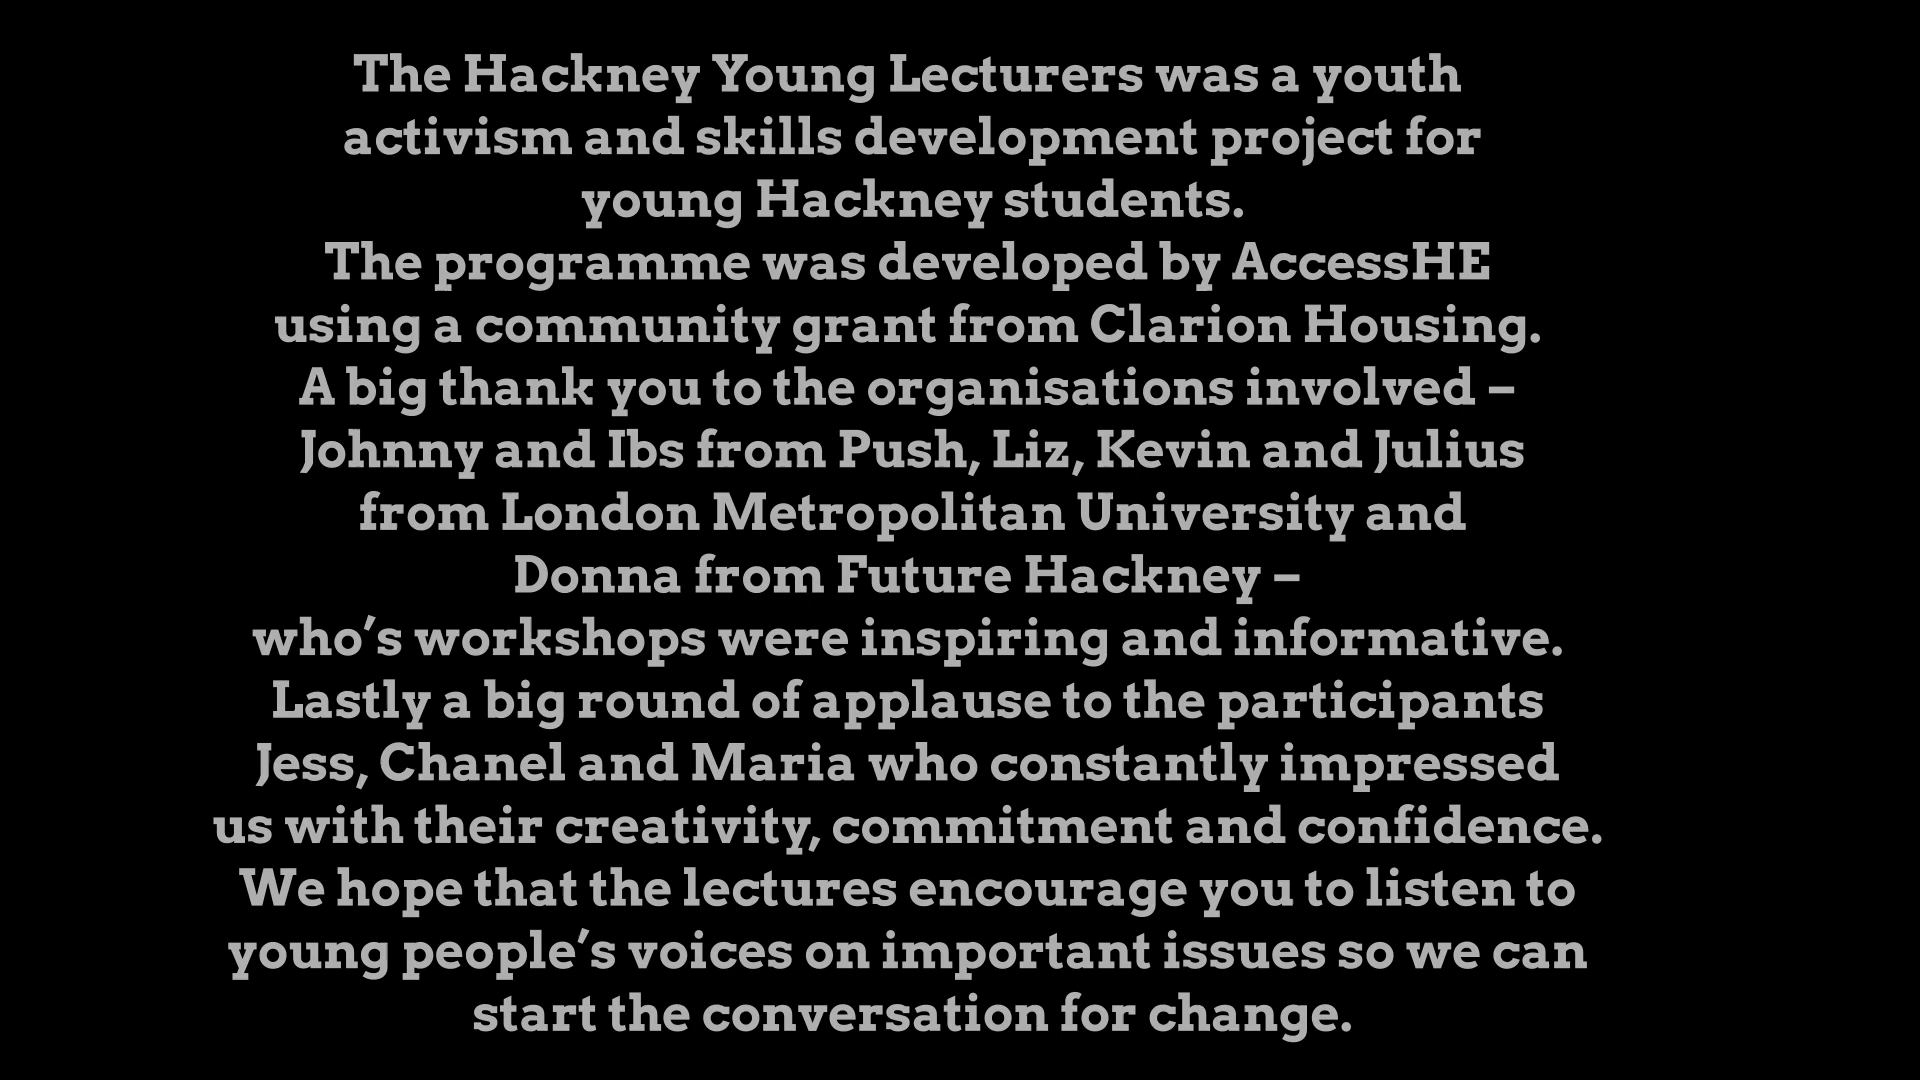 The Hackney Young Lecturers was a youth
activism and skills development project for
young Hackney students.
The programme was developed by AccessHE
using a community grant from Clarion Housing.
A big thank you to the organisations involved –
Johnny and Ibs from Push, Liz, Kevin and Julius
from London Metropolitan University and
Donna from Future Hackney –
who’s workshops were inspiring and informative.
Lastly a big round of applause to the participants
Jess, Chanel and Maria who constantly impressed
us with their creativity, commitment and confidence.
We hope that the lectures encourage you to listen to
young people’s voices on important issues so we can
start the conversation for change.